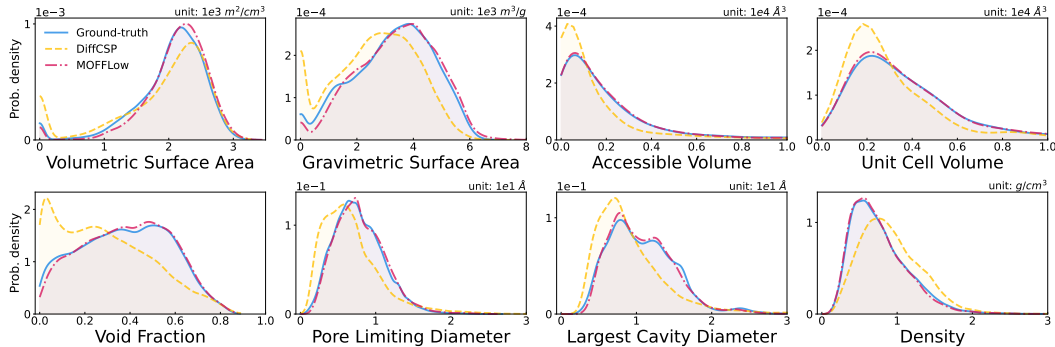 1e−3
unit: 1e3 m²/cm³
Prob. density
1
0
Ground-truth
DiffCSP
MOFFLow
0 1 2 3
Volumetric Surface Area
1e−4
unit: 1e3 m³/g
2
1
0
0 2 4 6 8
Gravimetric Surface Area
1e−4
unit: 1e4 Å³
4
2
0.0 0.2 0.4 0.6 0.8 1.0
Accessible Volume
1e−4
unit: 1e4 Å³
2
1
0
0.0 0.2 0.4 0.6 0.8 1.0
Unit Cell Volume
Prob. density
2
1
0
0.0 0.2 0.4 0.6 0.8 1.0
Void Fraction
1e−1
unit: 1e1 Å
1
0
0 1 2 3
Pore Limiting Diameter
1e−1
unit: 1e1 Å
1
0
0 1 2 3
Largest Cavity Diameter
unit: g/cm³
1
0
0 1 2 3
Density